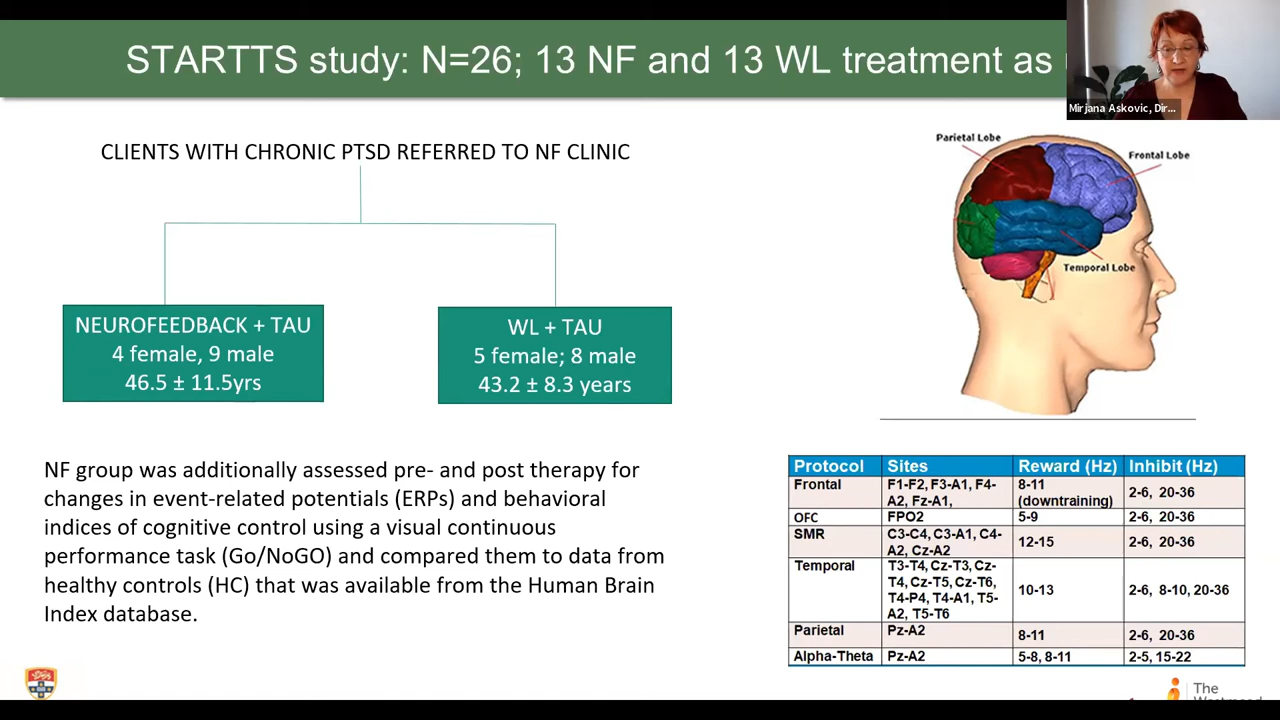 STARTTS study: N=26; 13 NF and 13 WL treatment as
Mirjana Askovic, Dir...
CLIENTS WITH CHRONIC PTSD REFERRED TO NF CLINIC
NEUROFEEDBACK + TAU
4 female, 9 male
46.5 ± 11.5yrs
WL + TAU
5 female; 8 male
43.2 ± 8.3 years
NF group was additionally assessed pre- and post therapy for
changes in event-related potentials (ERPs) and behavioral
indices of cognitive control using a visual continuous
performance task (Go/NoGO) and compared them to data from
healthy controls (HC) that was available from the Human Brain
Index database.
Parietal Lobe
Frontal Lobe
Temporal Lobe
Protocol Sites Reward (Hz) Inhibit (Hz)
Frontal F1-F2, F3-A1, F4- 8-11 2-6, 20-36
A2, Fz-A1, (downtraining)
OFC FPO2 5-9 2-6, 20-36
SMR C3-C4, C3-A1, C4- 12-15 2-6, 20-36
A2, Cz-A2
Temporal T3-T4, Cz-T3, Cz- 10-13 2-6, 8-10, 20-36
T4, Cz-T5, Cz-T6,
T4-P4, T4-A1, T5-
A2, T5-T6
Parietal Pz-A2 8-11 2-6, 20-36
Alpha-Theta Pz-A2 5-8, 8-11 2-5, 15-22
The